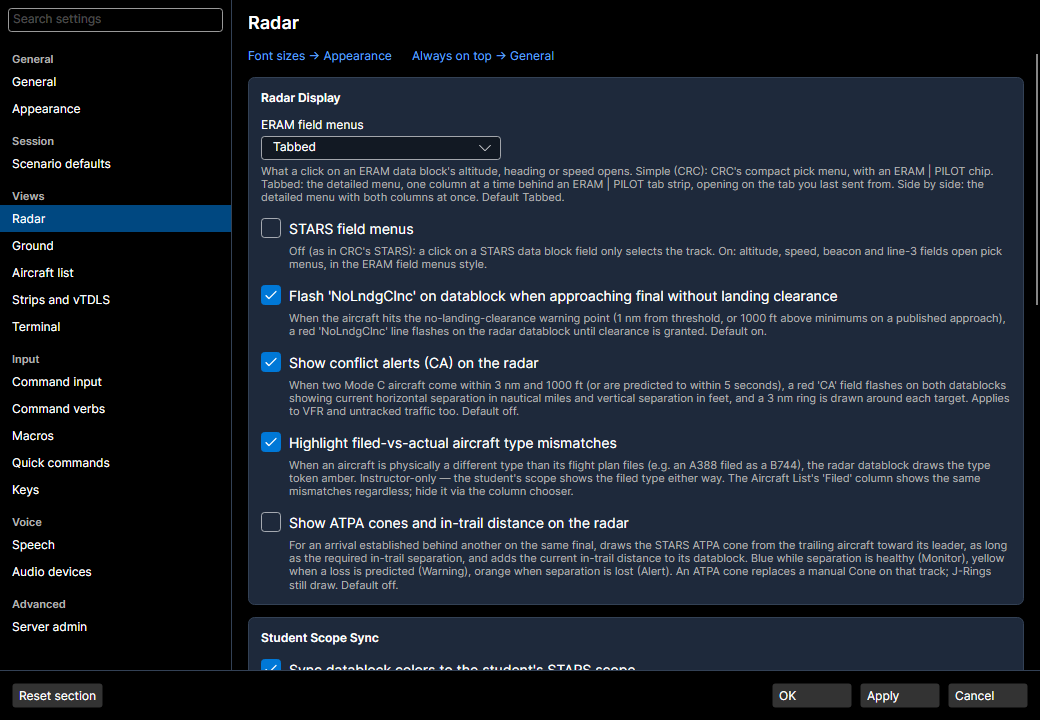 Search settings
General
General
Appearance
Session
Scenario defaults
Views
Radar
Ground
Aircraft list
Strips and vTDLS
Terminal
Input
Command input
Command verbs
Macros
Quick commands
Keys
Voice
Speech
Audio devices
Advanced
Server admin
Radar
Font sizes → Appearance Always on top → General
Radar Display
ERAM field menus
Tabbed
What a click on an ERAM data block's altitude, heading or speed opens. Simple (CRC): CRC's compact pick menu, with an ERAM | PILOT chip.
Tabbed: the detailed menu, one column at a time behind an ERAM | PILOT tab strip, opening on the tab you last sent from. Side by side: the
detailed menu with both columns at once. Default Tabbed.
STARS field menus
Off (as in CRC's STARS): a click on a STARS data block field only selects the track. On: altitude, speed, beacon and line-3 fields open pick
menus, in the ERAM field menus style.
Flash 'NoLndgClnc' on datablock when approaching final without landing clearance
When the aircraft hits the no-landing-clearance warning point (1 nm from threshold, or 1000 ft above minimums on a published approach),
a red 'NoLndgClnc' line flashes on the radar datablock until clearance is granted. Default on.
Show conflict alerts (CA) on the radar
When two Mode C aircraft come within 3 nm and 1000 ft (or are predicted to within 5 seconds), a red 'CA' field flashes on both datablocks
showing current horizontal separation in nautical miles and vertical separation in feet, and a 3 nm ring is drawn around each target. Applies
to VFR and untracked traffic too. Default off.
Highlight filed-vs-actual aircraft type mismatches
When an aircraft is physically a different type than its flight plan files (e.g. an A388 filed as a B744), the radar datablock draws the type
token amber. Instructor-only — the student's scope shows the filed type either way. The Aircraft List's 'Filed' column shows the same
mismatches regardless; hide it via the column chooser.
Show ATPA cones and in-trail distance on the radar
For an arrival established behind another on the same final, draws the STARS ATPA cone from the trailing aircraft toward its leader, as long
as the required in-trail separation, and adds the current in-trail distance to its datablock. Blue while separation is healthy (Monitor), yellow
when a loss is predicted (Warning), orange when separation is lost (Alert). An ATPA cone replaces a manual Cone on that track; J-Rings
still draw. Default off.
Student Scope Sync
Sync datablock colors to the student's STARS scope
Reset section
OK
Apply
Cancel